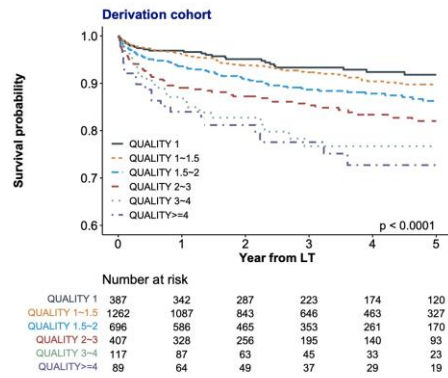 Derivation cohort
Survival probability
1.0
0.9
0.8
0.7
0.6
QUALITY 1
QUALITY 1~1.5
QUALITY 1.5~2
QUALITY 2~3
QUALITY 3~4
QUALITY>=4
p < 0.0001
0 1 2 3 4 5
Year from LT
Number at risk
QUALITY 1 387 342 287 223 174 120
QUALITY 1~1.5 1262 1087 843 646 463 327
QUALITY 1.5~2 696 586 465 353 261 170
QUALITY 2~3 407 328 256 195 140 93
QUALITY 3~4 117 87 63 45 33 23
QUALITY>=4 89 64 49 37 29 19